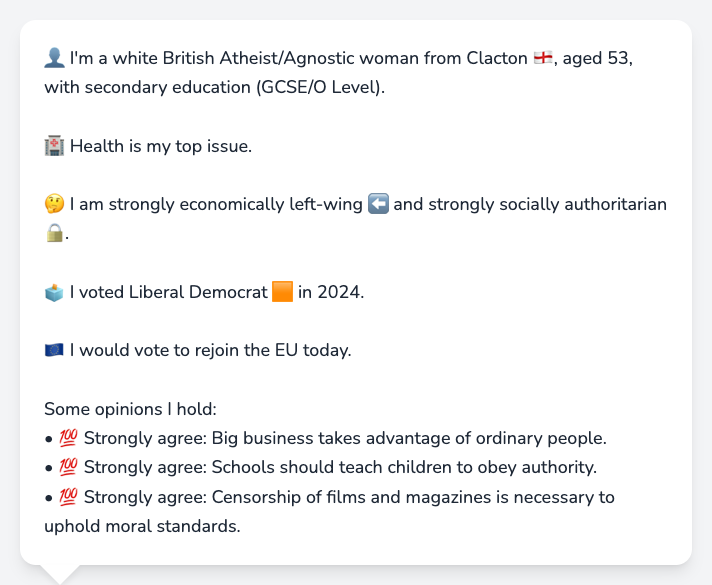 👤 I'm a white British Atheist/Agnostic woman from Clacton 🏴󠁧󠁢󠁥󠁮󠁧󠁿, aged 53,
with secondary education (GCSE/O Level).
🏥 Health is my top issue.
🤔 I am strongly economically left-wing ⬅️ and strongly socially authoritarian
🔒.
🗳️ I voted Liberal Democrat 🟧 in 2024.
🇪🇺 I would vote to rejoin the EU today.
Some opinions I hold:
• 💯 Strongly agree: Big business takes advantage of ordinary people.
• 💯 Strongly agree: Schools should teach children to obey authority.
• 💯 Strongly agree: Censorship of films and magazines is necessary to
uphold moral standards.